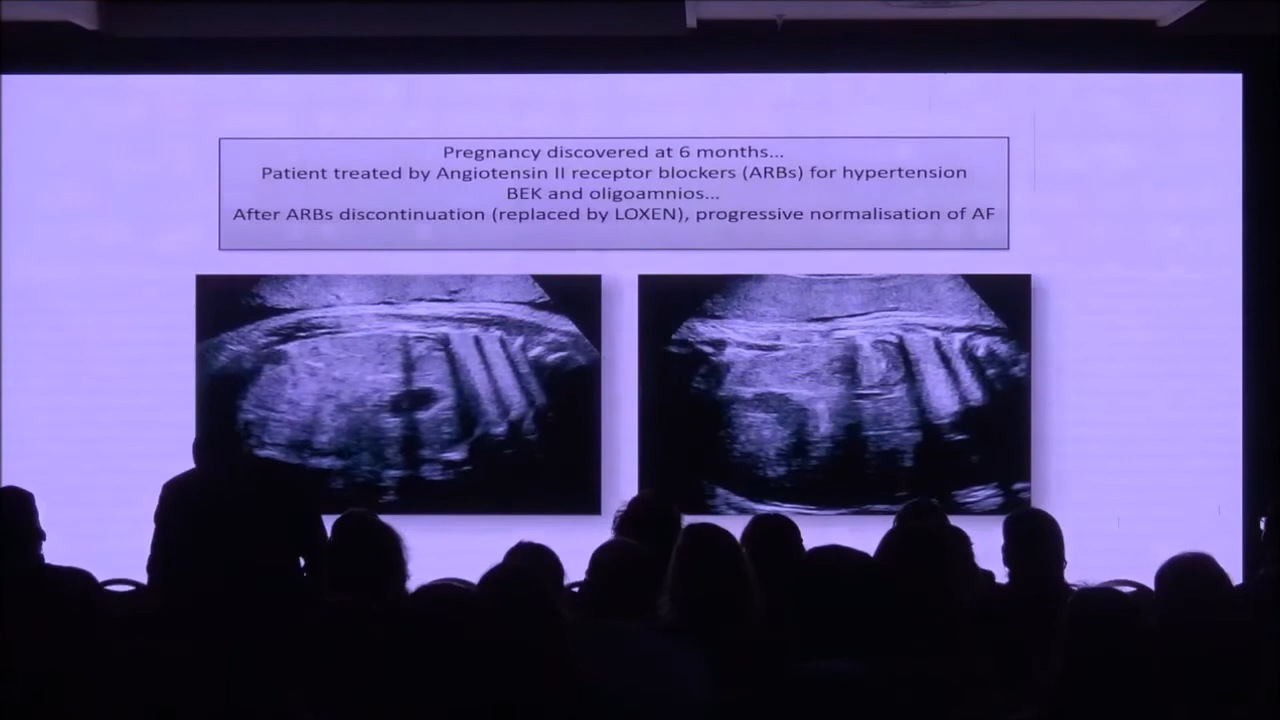 Pregnancy discovered at 6 months...
Patient treated by Angiotensin II receptor blockers (ARBs) for hypertension
BEK and oligoamnios...
After ARBs discontinuation (replaced by LOXEN), progressive normalisation of AF